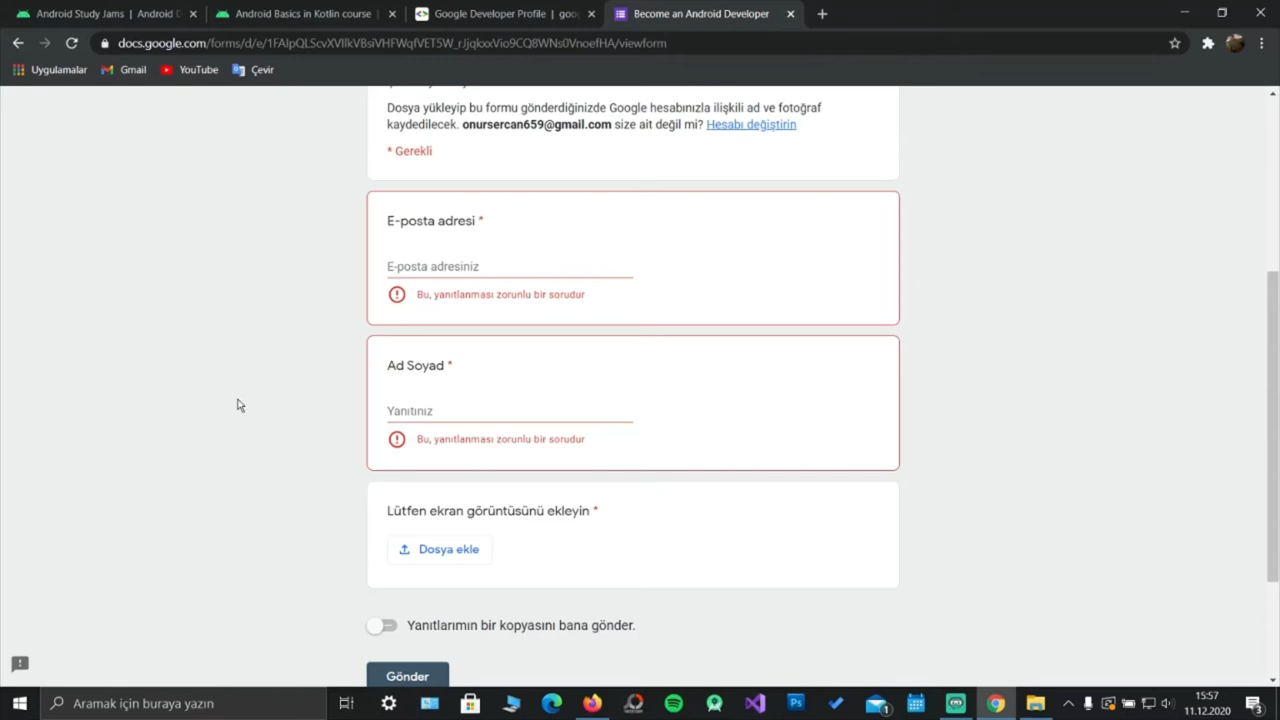 Android Study Jams | Android D
Android Basics in Kotlin course
Google Developer Profile | goog
Become an Android Developer
docs.google.com/forms/d/e/1FAIpQLScvXVIlkVBsiVHFWqfVET5W_rJjqkxxVio9CQ8WNs0VnoefHA/viewform
Uygulamalar
Gmail
YouTube
Çevir
Dosya yükleyip bu formu gönderdiğinizde Google hesabınızla ilişkili ad ve fotoğraf
kaydedilecek. onursercan659@gmail.com size ait değil mi? Hesabı değiştirin
* Gerekli
E-posta adresi *
E-posta adresiniz
Bu, yanıtlanması zorunlu bir sorudur
Ad Soyad *
Yanıtınız
Bu, yanıtlanması zorunlu bir sorudur
Lütfen ekran görüntüsünü ekleyin *
Dosya ekle
Yanıtlarımın bir kopyasını bana gönder.
Gönder
Aramak için buraya yazın
Ps
1
15:57
11.12.2020
3